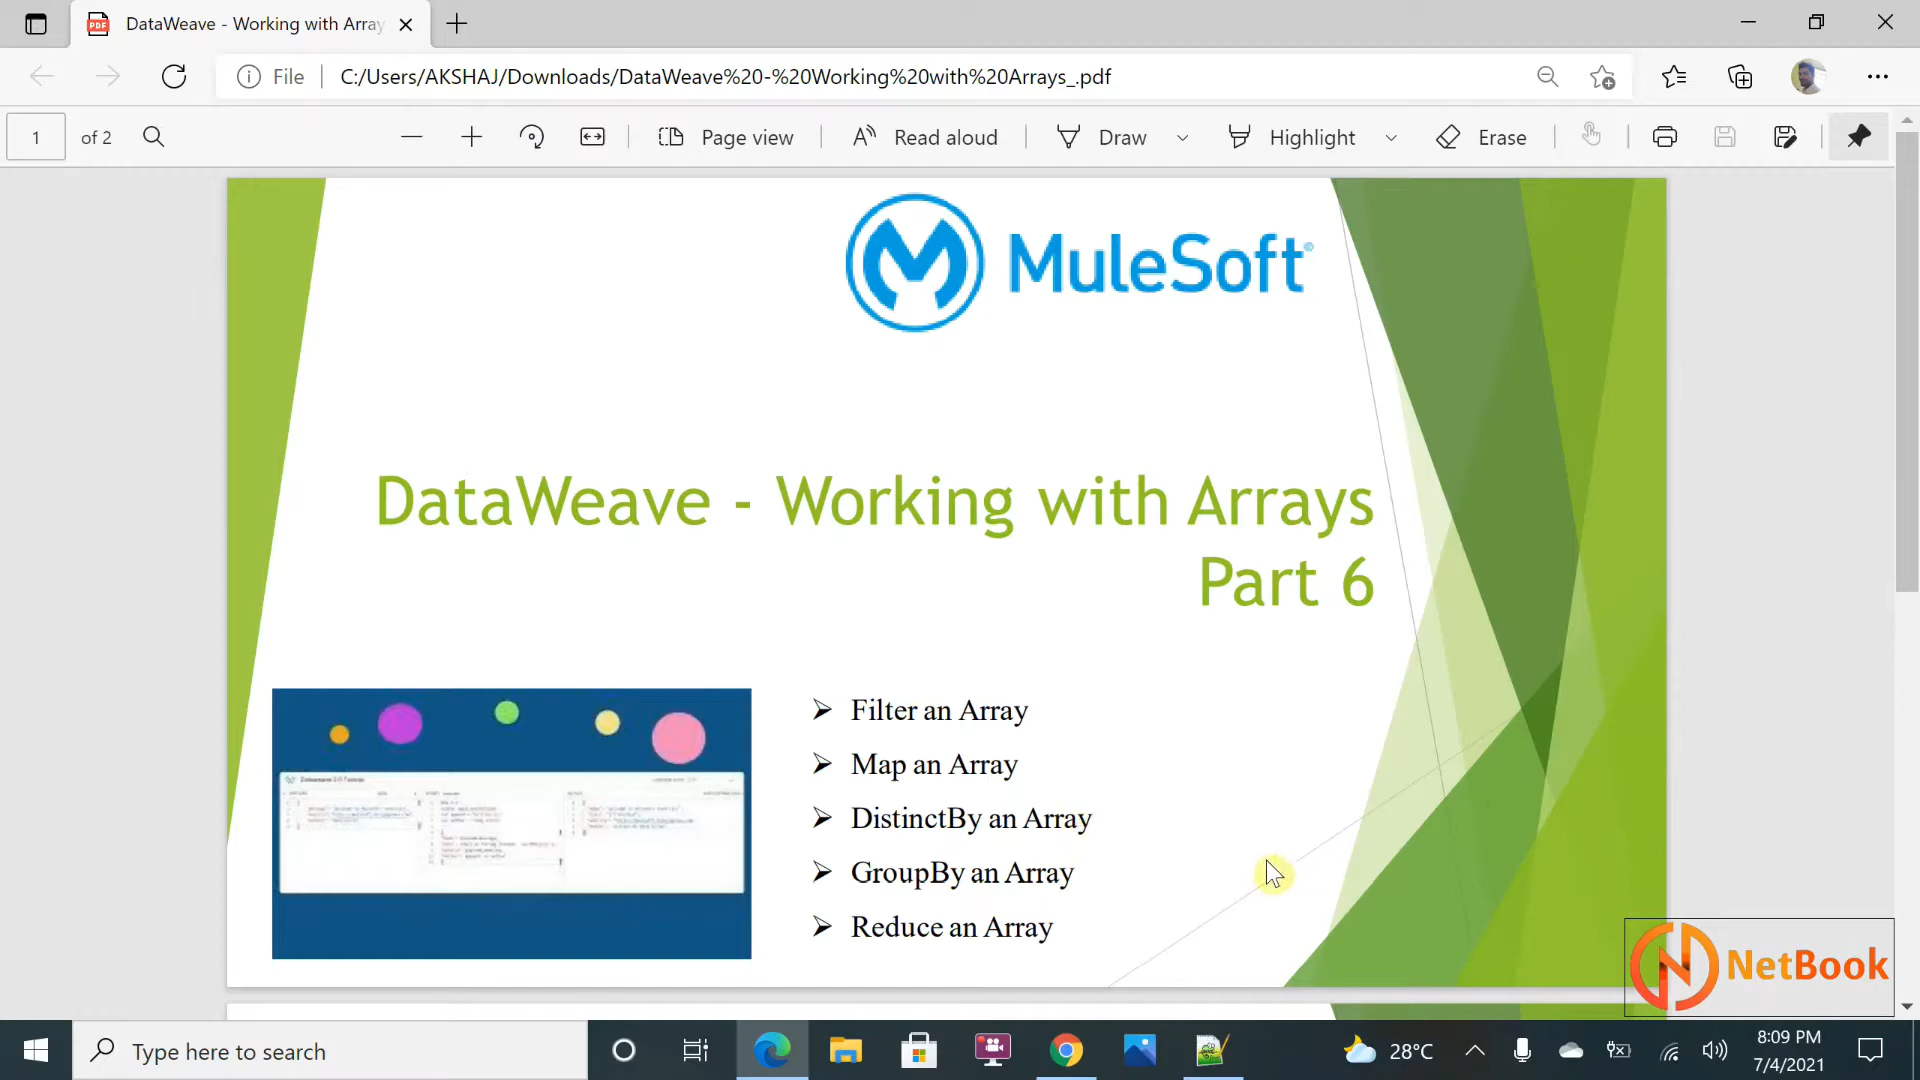 DataWeave - Working with Array
File
C:/Users/AKSHAJ/Downloads/DataWeave%20-%20Working%20with%20Arrays_.pdf
1
of 2
Page view
Read aloud
Draw
Highlight
Erase
MuleSoft
DataWeave - Working with Arrays
Part 6
➢ Filter an Array
➢ Map an Array
➢ DistinctBy an Array
➢ GroupBy an Array
➢ Reduce an Array
NetBook
Type here to search
28°C
8:09 PM
7/4/2021